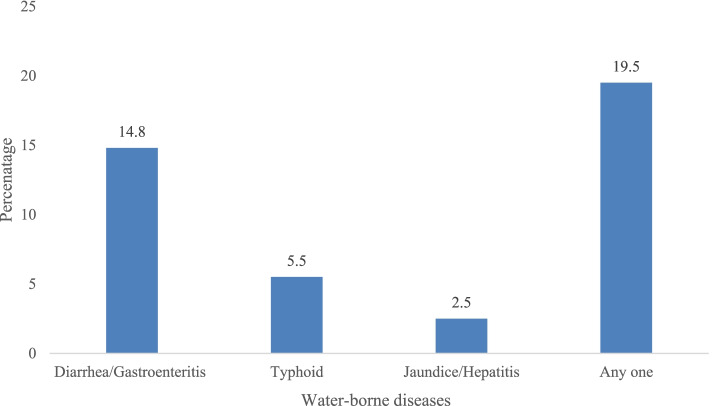 25
20
15
10
5
0
Percenatage
14.8
5.5
2.5
19.5
Diarrhea/Gastroenteritis
Typhoid
Jaundice/Hepatitis
Any one
Water-borne diseases